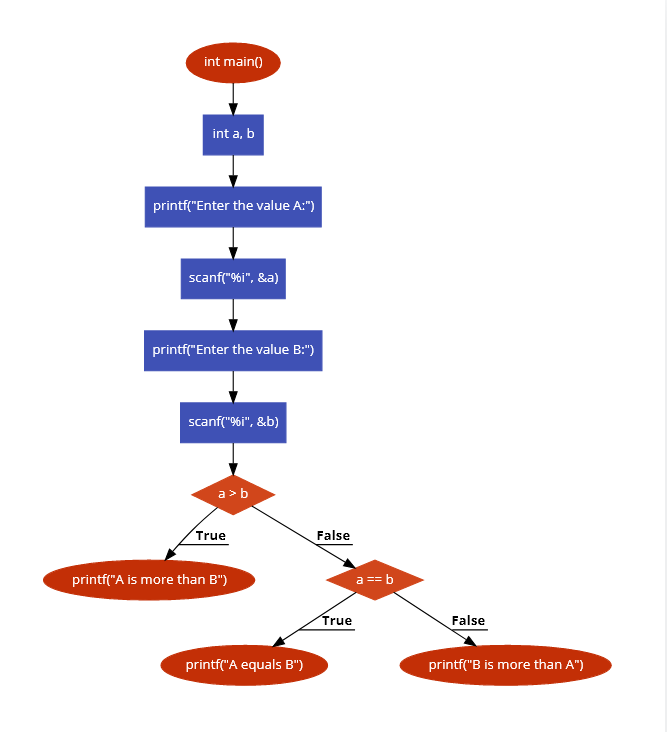 int main()
int a, b
printf("Enter the value A:")
scanf("%i", &a)
printf("Enter the value B:")
scanf("%i", &b)
a > b
True
False
printf("A is more than B")
a == b
True
False
printf("A equals B")
printf("B is more than A")